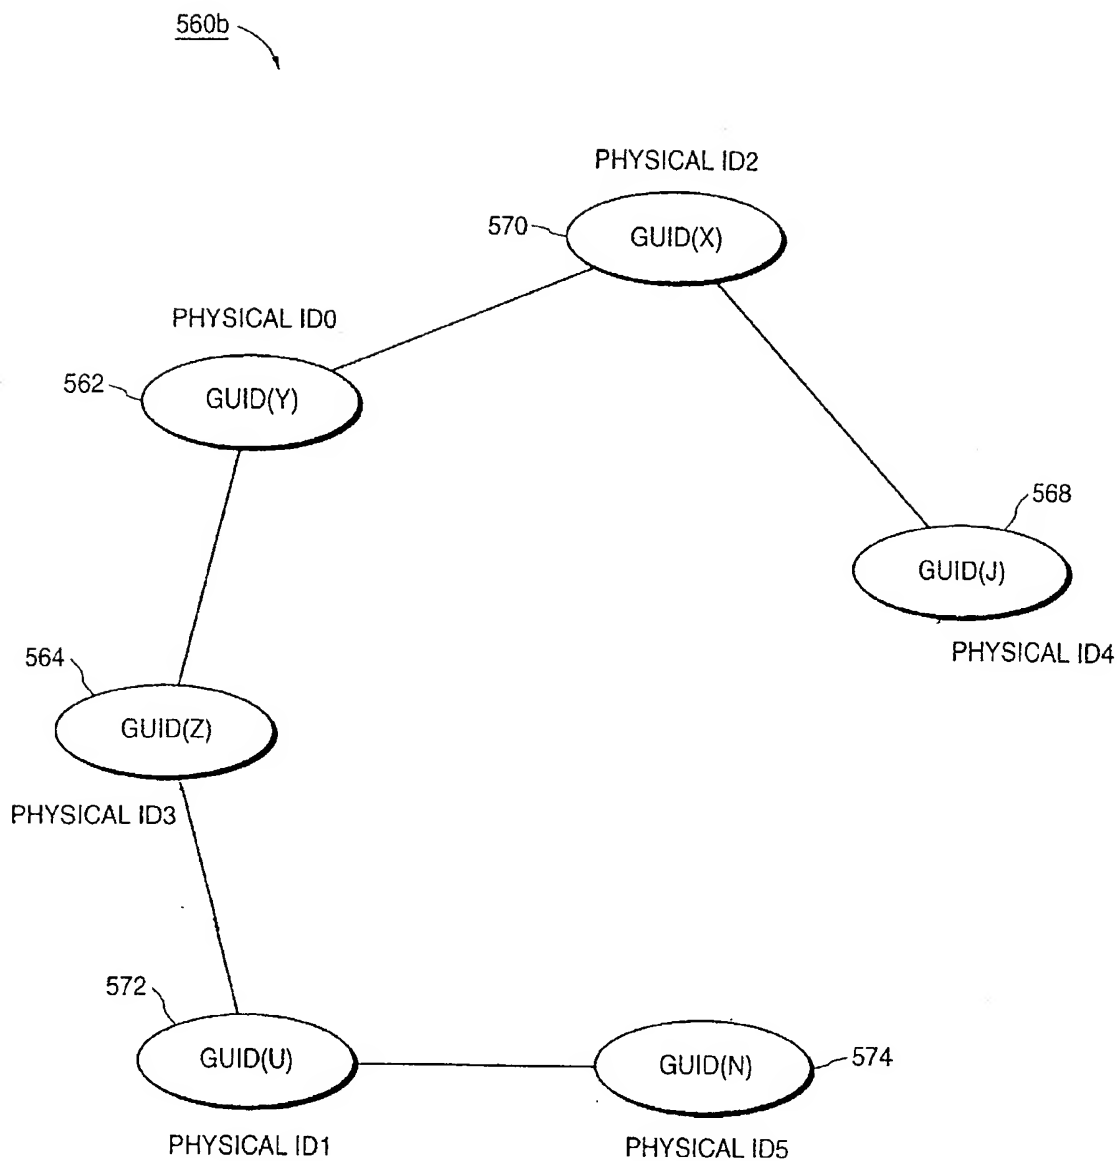 560b
PHYSICAL ID2
570
GUID(X)
PHYSICAL ID0
562
GUID(Y)
568
GUID(J)
PHYSICAL ID4
564
GUID(Z)
PHYSICAL ID3
572
GUID(U)
GUID(N)
574
PHYSICAL ID1
PHYSICAL ID5